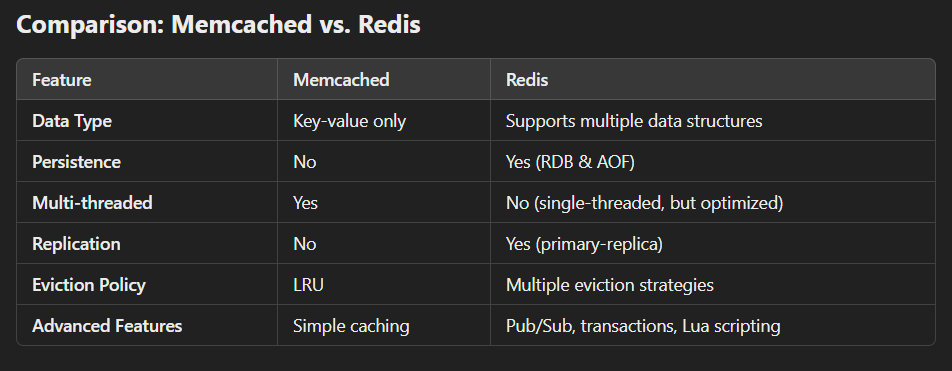 Comparison: Memcached vs. Redis
Feature Memcached Redis
Data Type Key-value only Supports multiple data structures
Persistence No Yes (RDB & AOF)
Multi-threaded Yes No (single-threaded, but optimized)
Replication No Yes (primary-replica)
Eviction Policy LRU Multiple eviction strategies
Advanced Features Simple caching Pub/Sub, transactions, Lua scripting